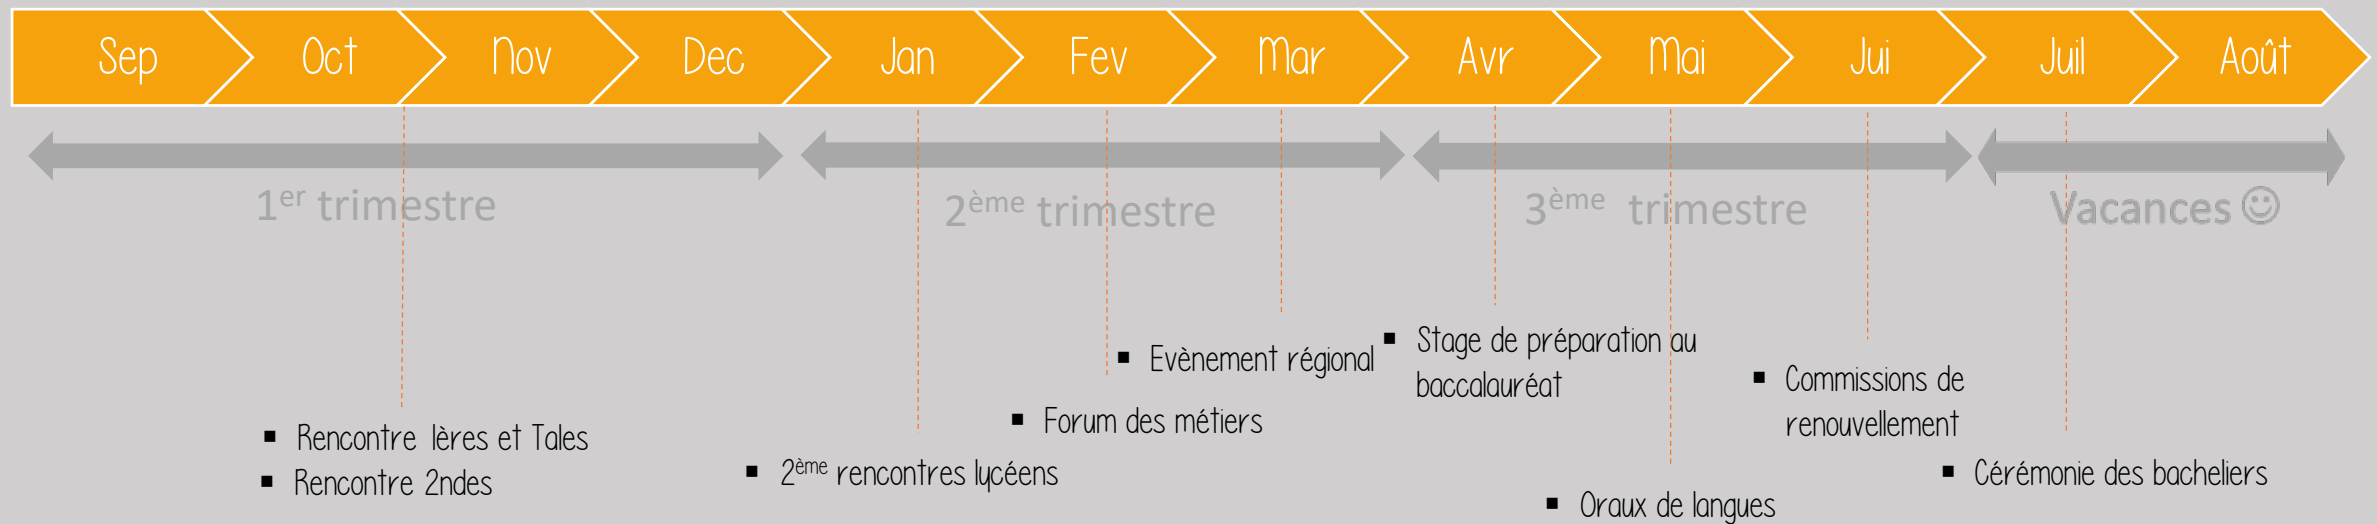 Sep Oct Nov Dec Jan Fev Mar Avr Mai Jui Juil Août
1er trimestre
2ème trimestre
3ème trimestre
Vacances ☺
▪ Rencontre 1ères et Tales
▪ Rencontre 2ndes
▪ 2ème rencontres lycéens
▪ Forum des métiers
▪ Evènement régional
▪ Stage de préparation au
baccalauréat
▪ Oraux de langues
▪ Commissions de
renouvellement
▪ Cérémonie des bacheliers